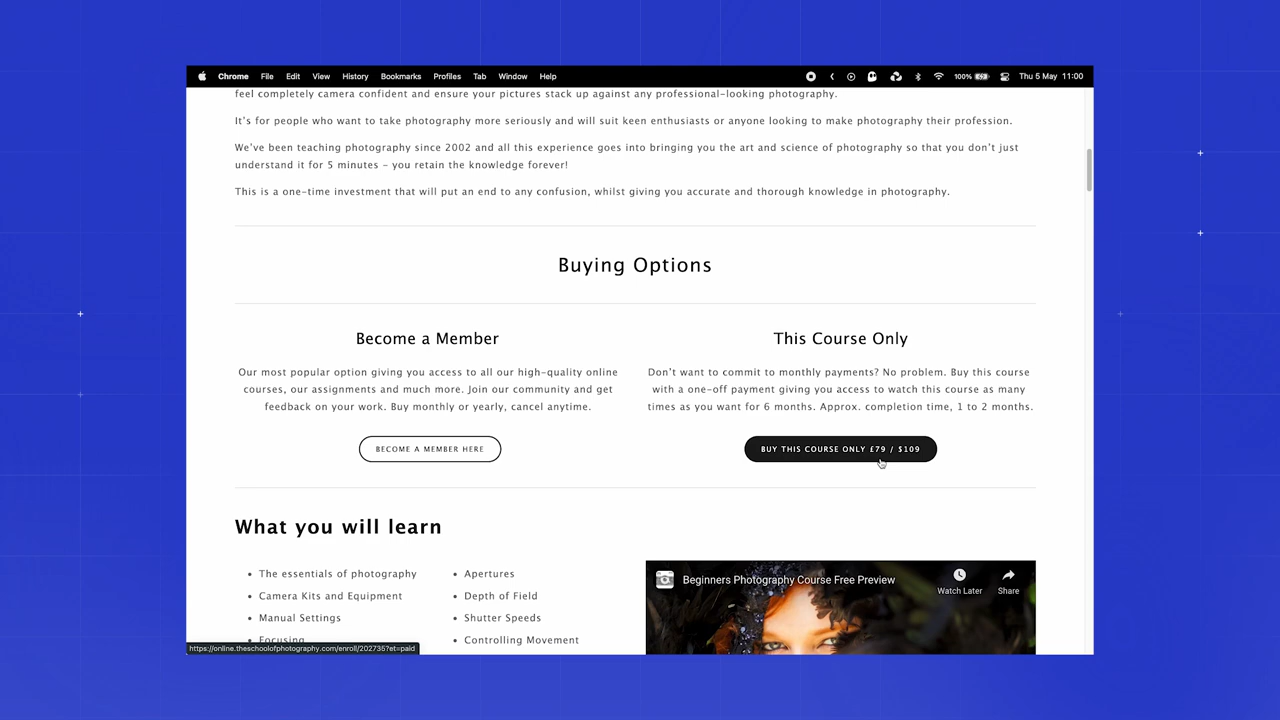 Chrome File Edit View History Bookmarks Profiles Tab Window Help 100% Thu 5 May 11:00
feel completely camera confident and ensure your pictures stack up against any professional-looking photography.
It's for people who want to take photography more seriously and will suit keen enthusiasts or anyone looking to make photography their profession.
We've been teaching photography since 2002 and all this experience goes into bringing you the art and science of photography so that you don't just
understand it for 5 minutes – you retain the knowledge forever!
This is a one-time investment that will put an end to any confusion, whilst giving you accurate and thorough knowledge in photography.
Buying Options
Become a Member
Our most popular option giving you access to all our high-quality online
courses, our assignments and much more. Join our community and get
feedback on your work. Buy monthly or yearly, cancel anytime.
BECOME A MEMBER HERE
This Course Only
Don't want to commit to monthly payments? No problem. Buy this course
with a one-off payment giving you access to watch this course as many
times as you want for 6 months. Approx. completion time, 1 to 2 months.
BUY THIS COURSE ONLY £79 / $109
What you will learn
• The essentials of photography
• Camera Kits and Equipment
• Manual Settings
• Focusing
• Apertures
• Depth of Field
• Shutter Speeds
• Controlling Movement
Beginners Photography Course Free Preview
Watch Later
Share
https://online.theschoolofphotography.com/enroll/202735?et=paid